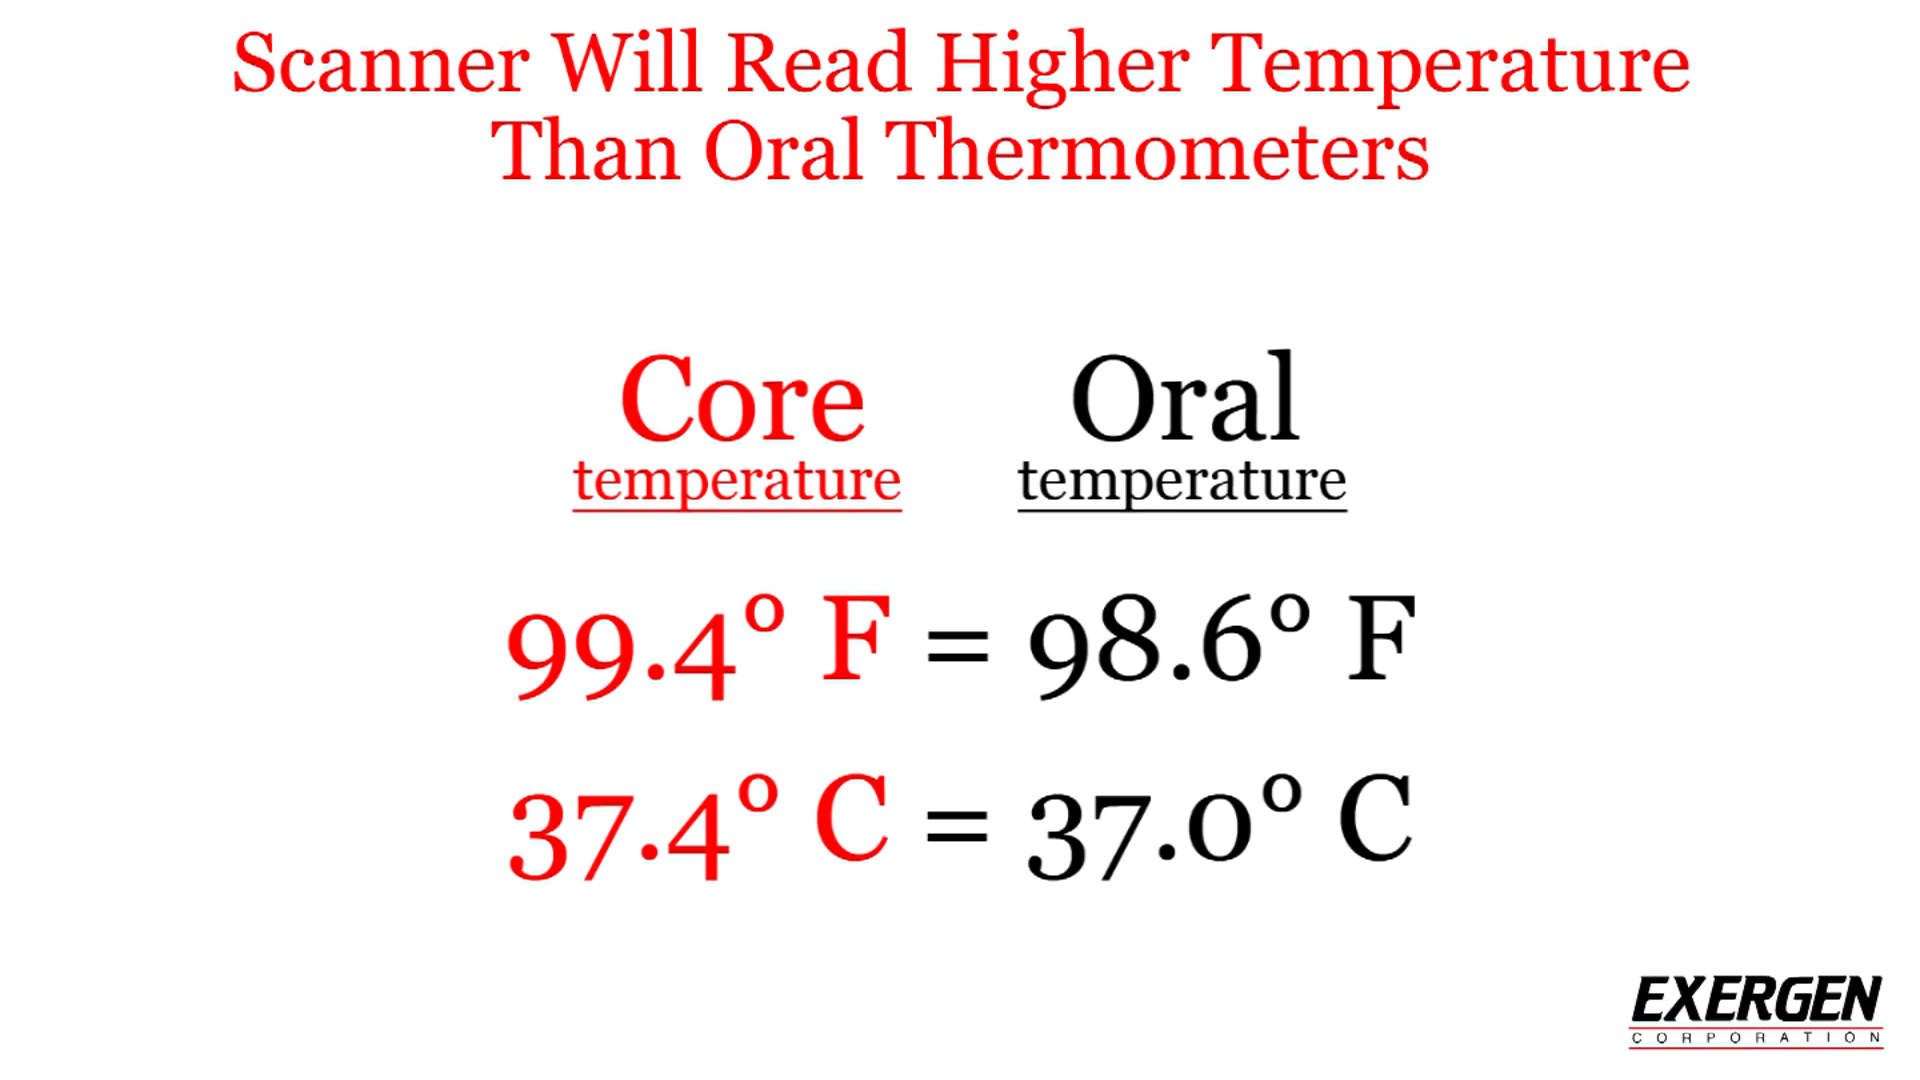 Scanner Will Read Higher Temperature
Than Oral Thermometers
Core Oral
temperature temperature
99.4° F = 98.6° F
37.4° C = 37.0° C
EXERGEN
CORPORATION